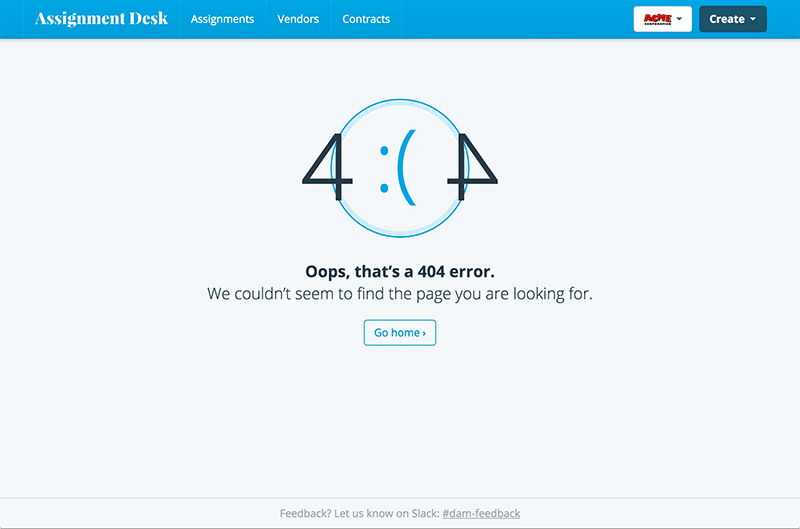 Assignment Desk Assignments Vendors Contracts ACME CORPORATION Create
4 :( 4
Oops, that’s a 404 error.
We couldn’t seem to find the page you are looking for.
Go home ›
Feedback? Let us know on Slack: #dam-feedback